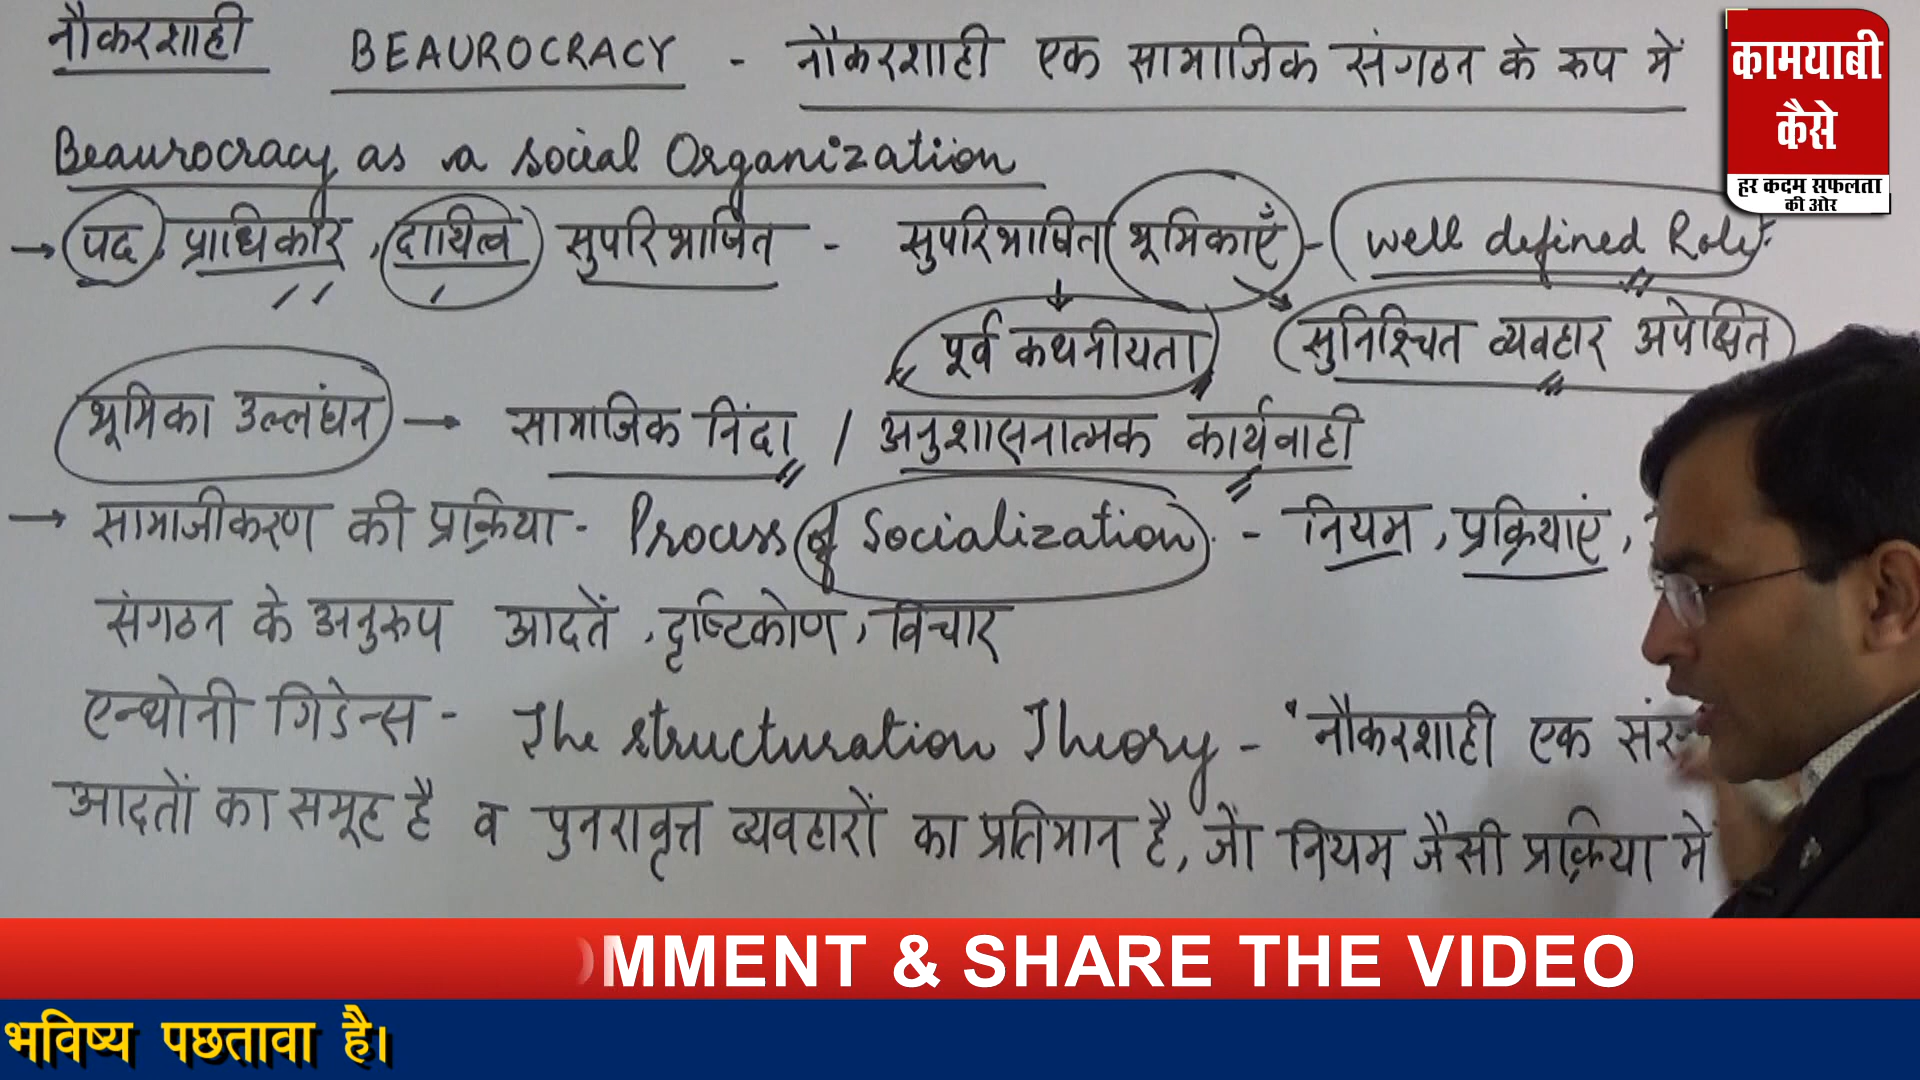 नौकरशाही BEAUROCRACY - नौकरशाही एक सामाजिक संगठन के रूप में
Beaurocracy as a social Organization
→ पद, प्राधिकार, दायित्व सुपरिभाषित - सुपरिभाषित भूमिकाएँ - well defined Roles
पूर्व कथनीयता सुनिश्चित व्यवहार अपेक्षित
भूमिका उल्लंघन → सामाजिक निंदा / अनुशासनात्मक कार्यवाही
→ सामाजीकरण की प्रक्रिया - Process of Socialization - नियम, प्रक्रियाएं,
संगठन के अनुरूप आदतें, दृष्टिकोण, विचार
एन्थोनी गिडेन्स - The structuration Theory - "नौकरशाही एक
आदतों का समूह है व पुनरावृत्त व्यवहारों का प्रतिमान है, जो नियम जैसी प्रक्रिया में
कामयाबी
कैसे
हर कदम सफलता
की ओर
MMENT & SHARE THE VIDEO
भविष्य पछतावा है।